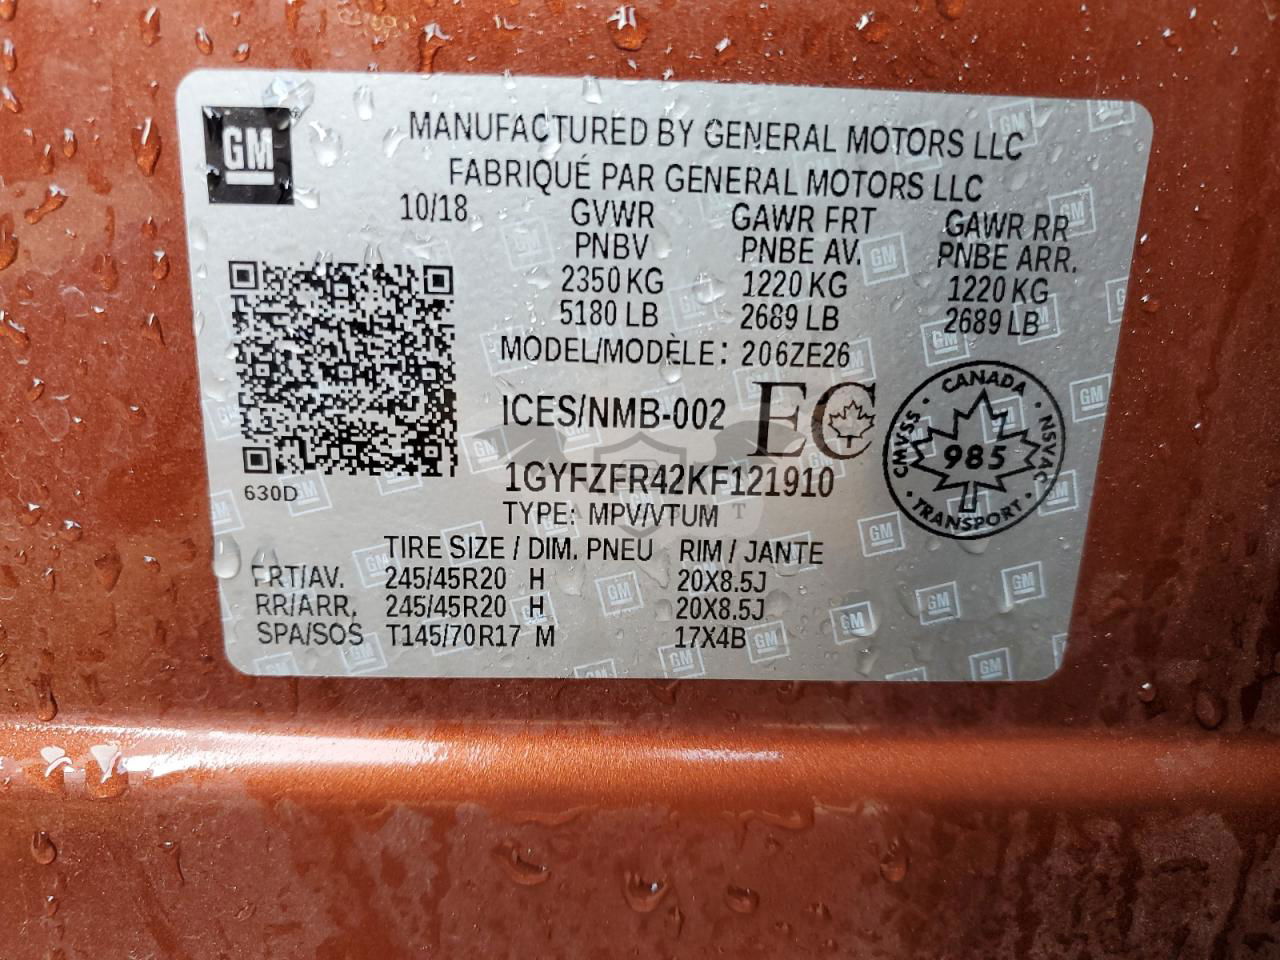 GM
MANUFACTURED BY GENERAL MOTORS LLC
FABRIQUÉ PAR GENERAL MOTORS LLC
10/18 GVWR GAWR FRT GAWR RR
PNBV PNBE AV. PNBE ARR.
2350 KG 1220 KG 1220 KG
5180 LB 2689 LB 2689 LB
MODEL/MODÈLE: 206ZE26
ICES/NMB-002 EC
CANADA
CMVSS 985 NSVAC
TRANSPORT
1GYFZFR42KF121910
630D
TYPE: MPV/VTUM
TIRE SIZE / DIM. PNEU RIM / JANTE
FRT/AV. 245/45R20 H 20X8.5J
RR/ARR. 245/45R20 H 20X8.5J
SPA/SOS T145/70R17 M 17X4B